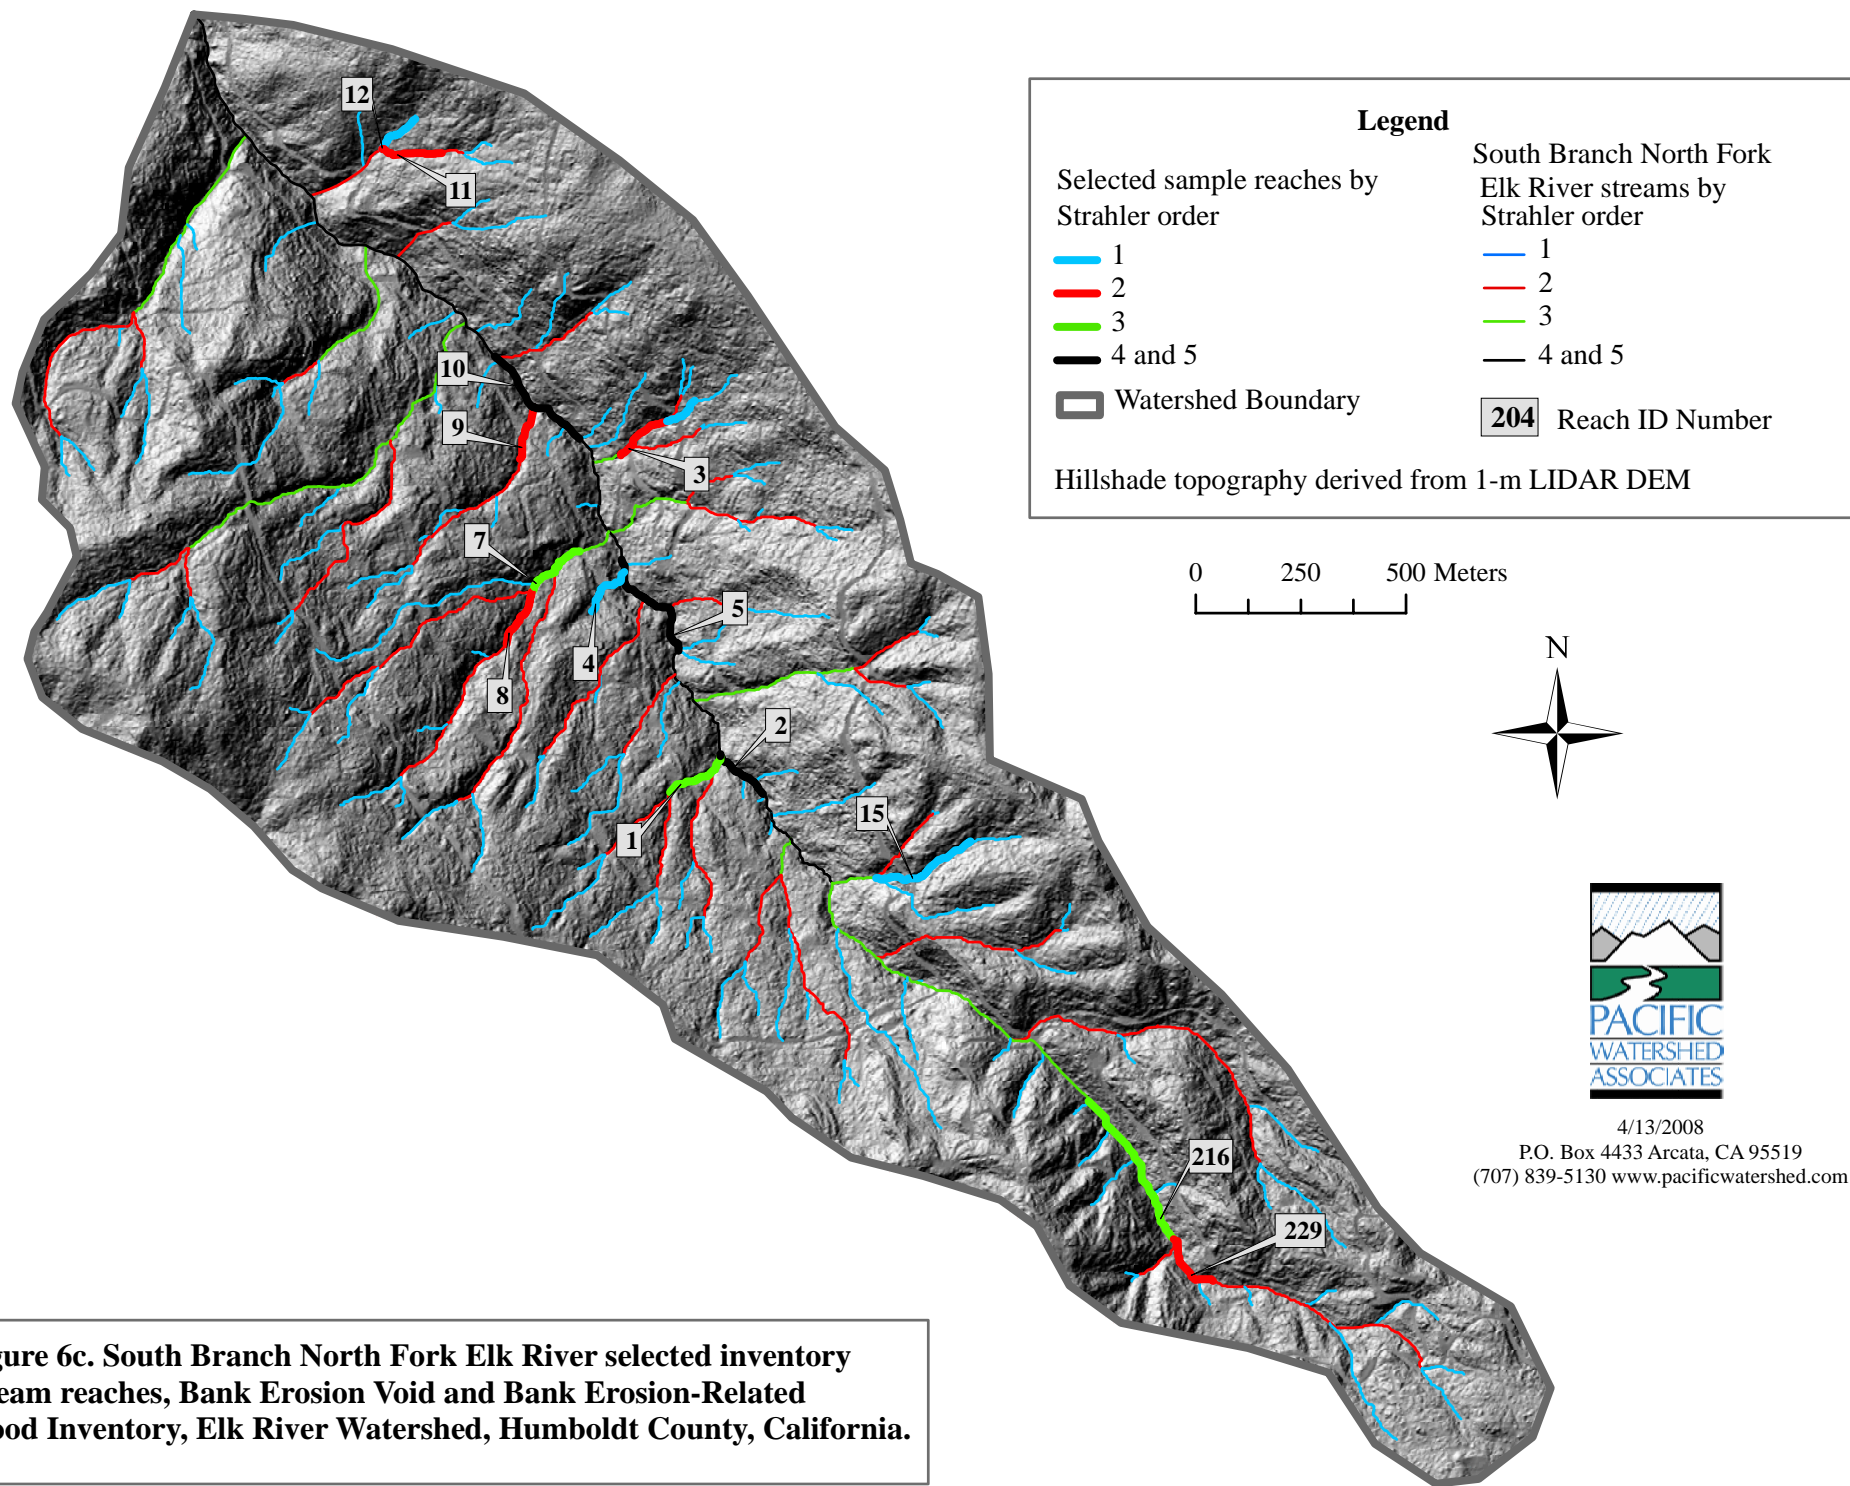 12
11
10
9
3
7
5
4
8
2
1
15
216
229
Legend
Selected sample reaches by
Strahler order
1
2
3
4 and 5
Watershed Boundary
South Branch North Fork
Elk River streams by
Strahler order
1
2
3
4 and 5
204 Reach ID Number
Hillshade topography derived from 1-m LIDAR DEM
0 250 500 Meters
N
PACIFIC
WATERSHED
ASSOCIATES
4/13/2008
P.O. Box 4433 Arcata, CA 95519
(707) 839-5130 www.pacificwatershed.com
gure 6c. South Branch North Fork Elk River selected inventory
eam reaches, Bank Erosion Void and Bank Erosion-Related
ood Inventory, Elk River Watershed, Humboldt County, California.